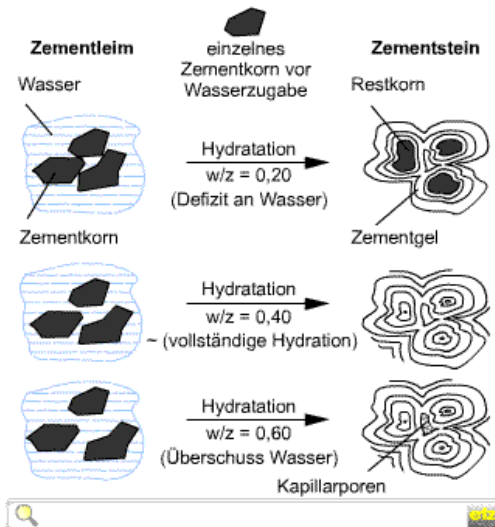 Zementleim
einzelnes
Zementkorn vor
Wasserzugabe
Zementstein
Wasser
Restkorn
Hydratation
w/z = 0,20
(Defizit an Wasser)
Zementkorn
Zementgel
Hydratation
w/z = 0,40
~ (vollständige Hydration)
Hydratation
w/z = 0,60
(Überschuss Wasser)
Kapillarporen